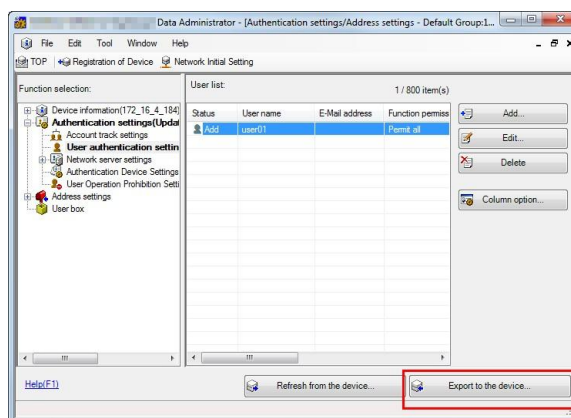 Data Administrator - [Authentication settings/Address settings - Default Group:1...
File Edit Tool Window Help
TOP Registration of Device Network Initial Setting
Function selection:
Device information(172_16_4_184)
Authentication settings(Updat
Account track settings
User authentication settin
Network server settings
Authentication Device Settings
User Operation Prohibition Setti
Address settings
User box
User list:
1 / 800 item(s)
Status User name E-Mail address Function permiss
Add user01 Permit all
Add...
Edit...
Delete
Column option...
Help(F1)
Refresh from the device...
Export to the device...